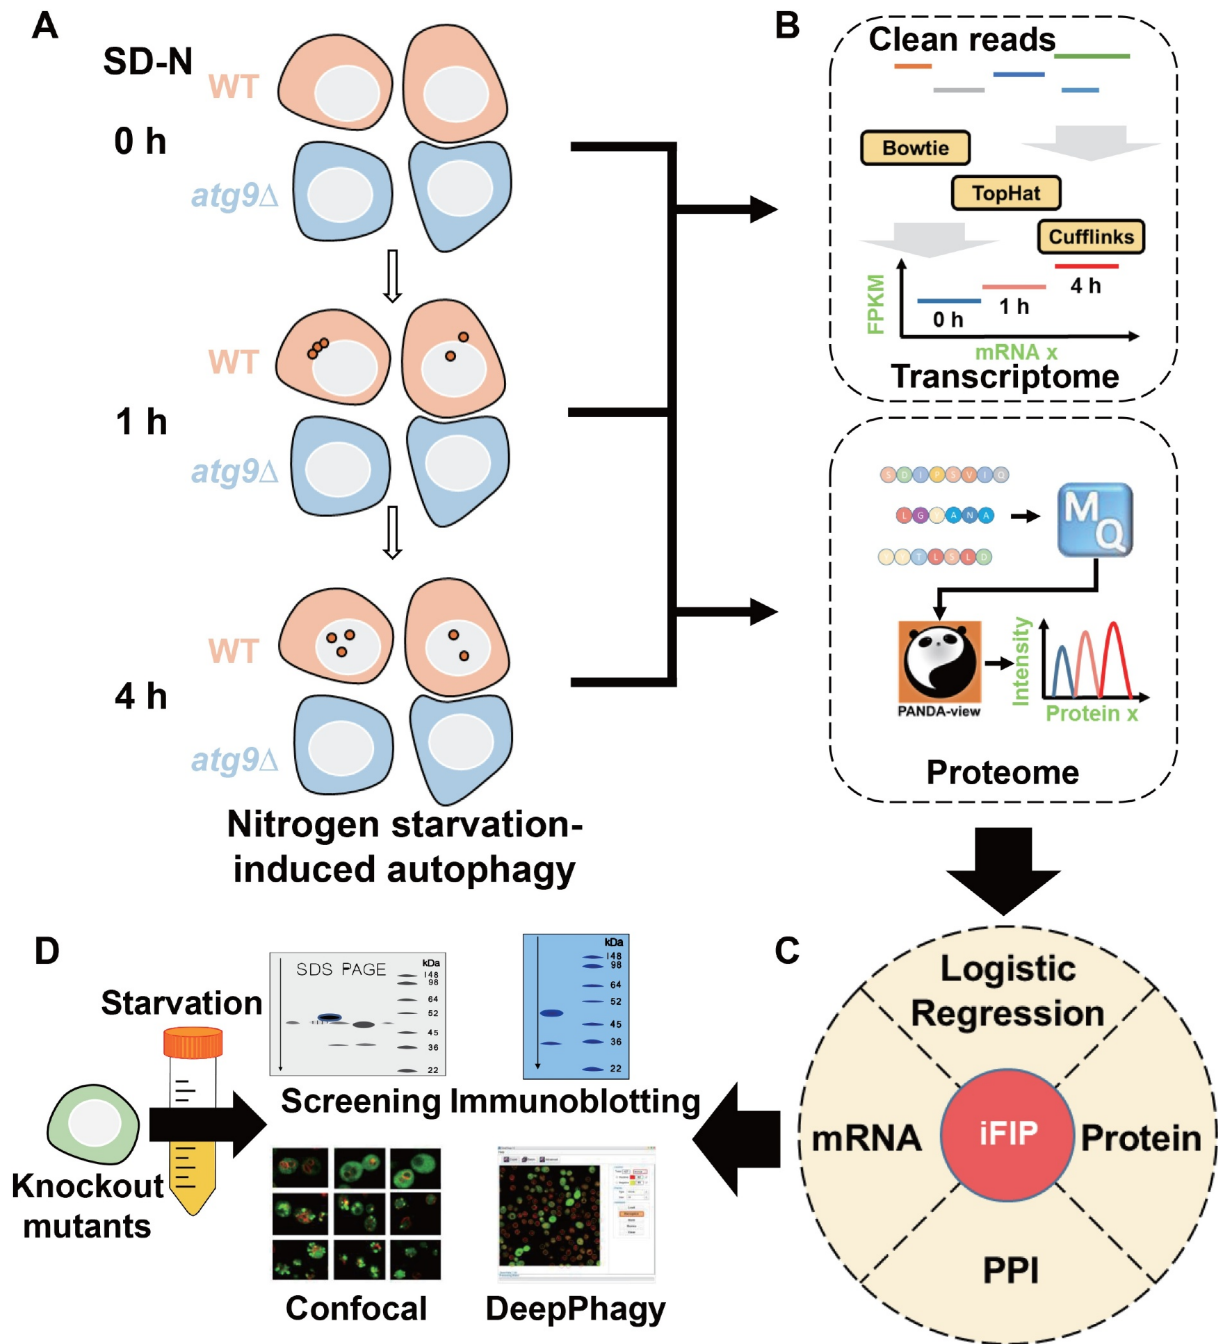 A
SD-N
WT
0 h
atg9Δ
WT
1 h
atg9Δ
WT
4 h
atg9Δ
Nitrogen starvation-
induced autophagy
B
Clean reads
Bowtie
TopHat
Cufflinks
FPKM
0 h
1 h
4 h
mRNA x
Transcriptome
S D I P S V I Q
L G A N A
T L S L D
MQ
PANDA-view
Intensity
Protein x
Proteome
C
Logistic
Regression
mRNA
iFIP
Protein
PPI
D
Starvation
Knockout
mutants
SDS PAGE
kDa
148
98
64
52
45
36
22
Screening
kDa
148
98
64
52
45
36
22
Immunoblotting
Confocal
DeepPhagy